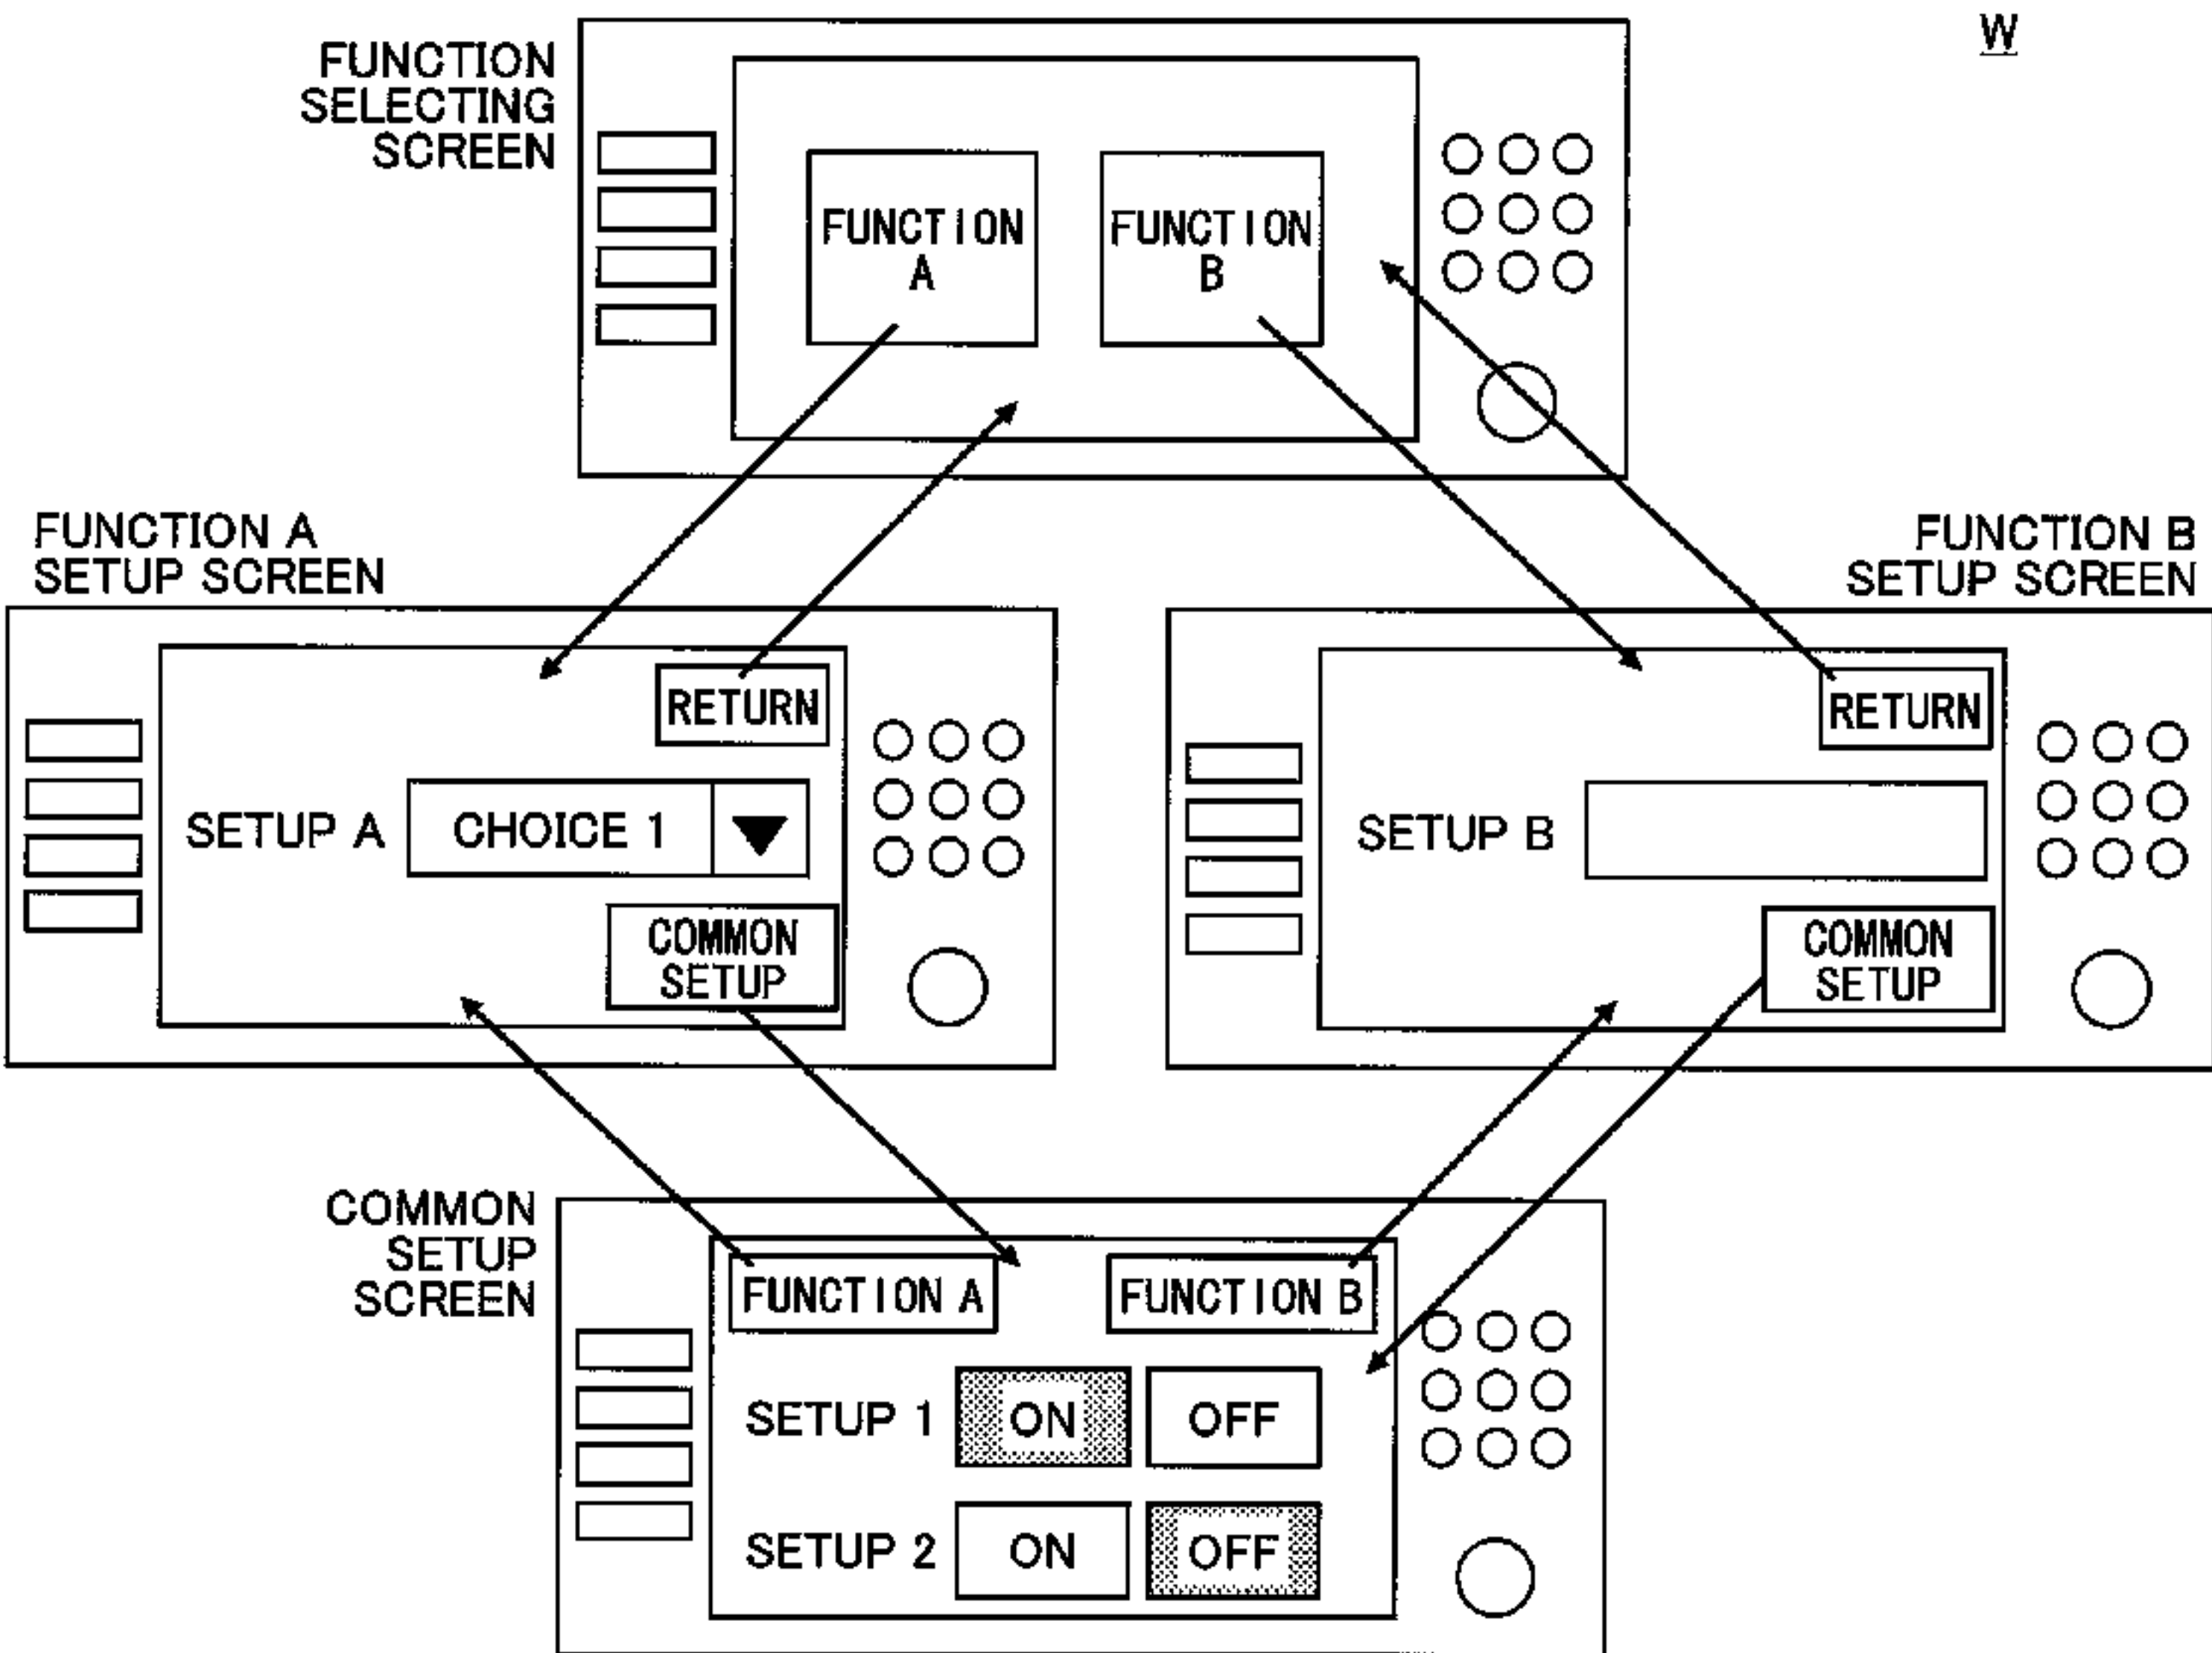 W
FUNCTION
SELECTING
SCREEN
FUNCTION
A
FUNCTION
B
FUNCTION A
SETUP SCREEN
RETURN
SETUP A
CHOICE 1
COMMON
SETUP
FUNCTION B
SETUP SCREEN
RETURN
SETUP B
COMMON
SETUP
COMMON
SETUP
SCREEN
FUNCTION A
FUNCTION B
SETUP 1
ON
OFF
SETUP 2
ON
OFF